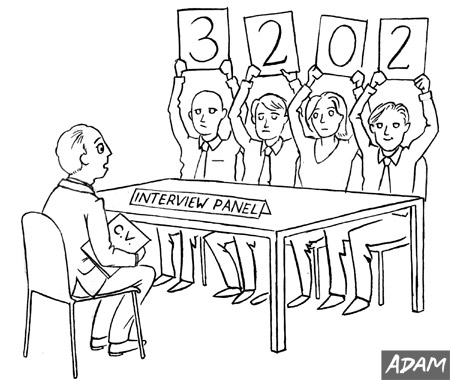 3 2 0 2
INTERVIEW PANEL
C.V.
ADAM